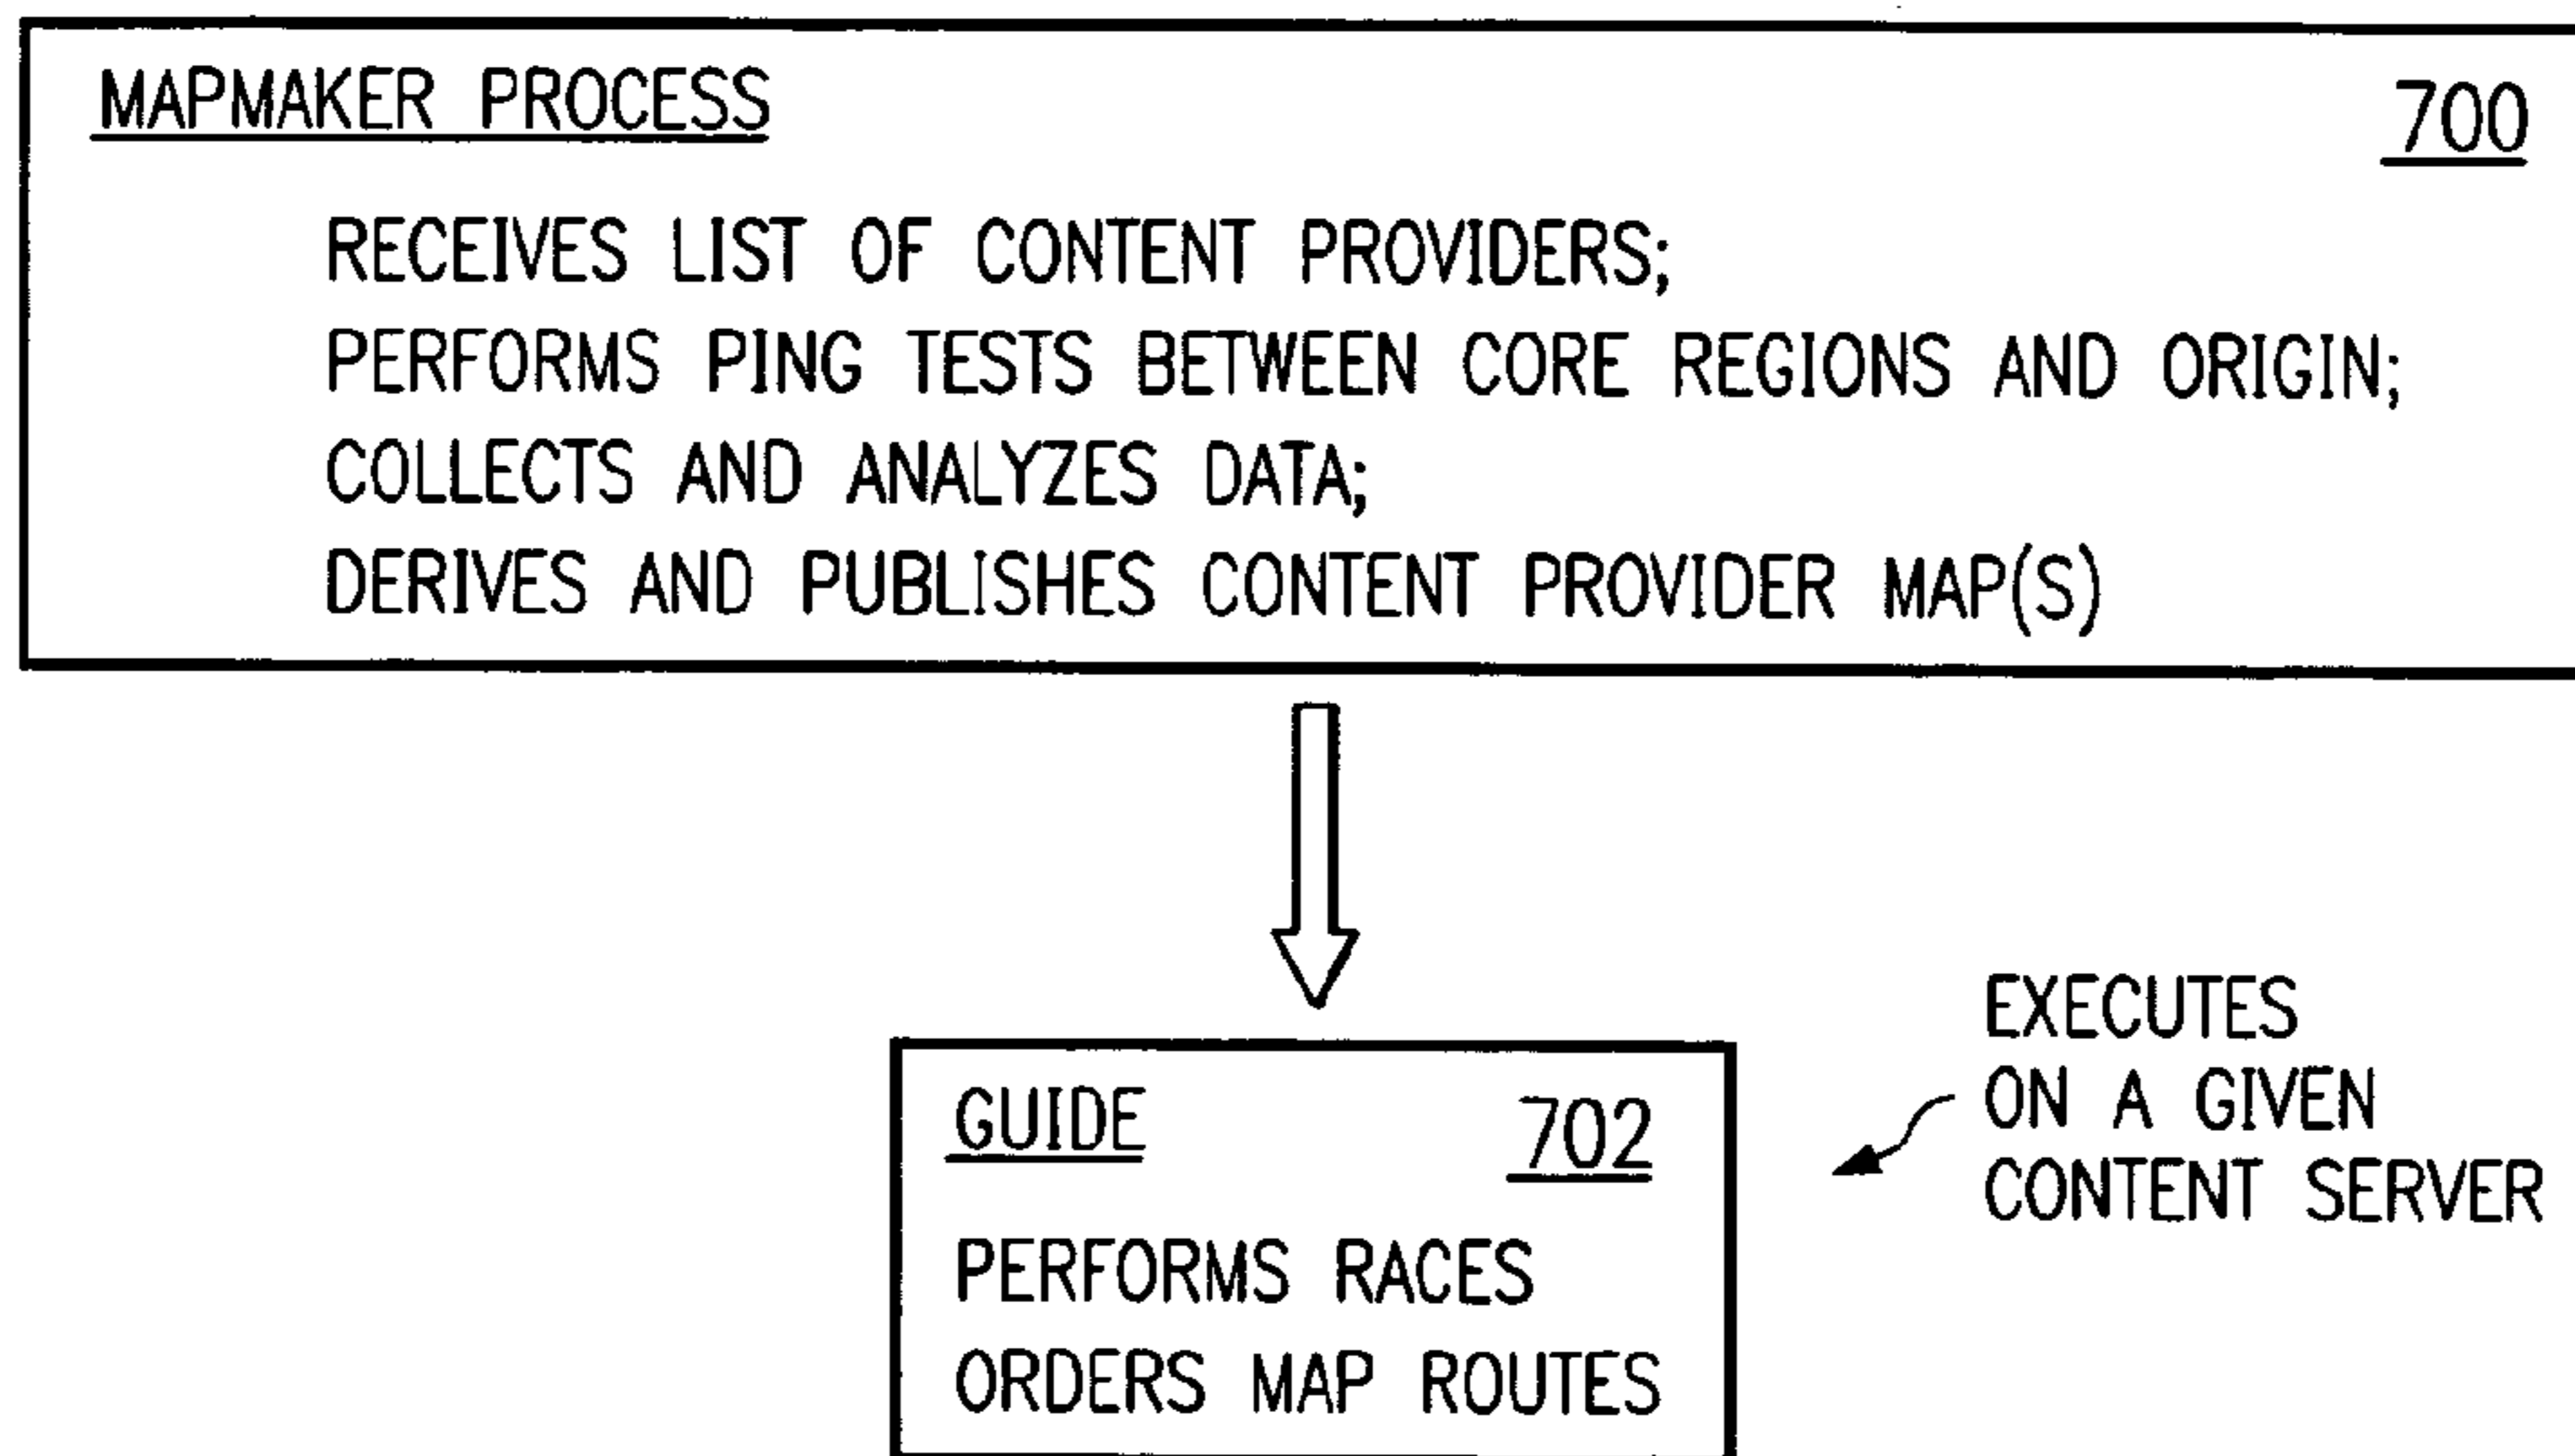 MAPMAKER PROCESS 700
RECEIVES LIST OF CONTENT PROVIDERS;
PERFORMS PING TESTS BETWEEN CORE REGIONS AND ORIGIN;
COLLECTS AND ANALYZES DATA;
DERIVES AND PUBLISHES CONTENT PROVIDER MAP(S)
GUIDE 702
PERFORMS RACES
ORDERS MAP ROUTES
EXECUTES
ON A GIVEN
CONTENT SERVER